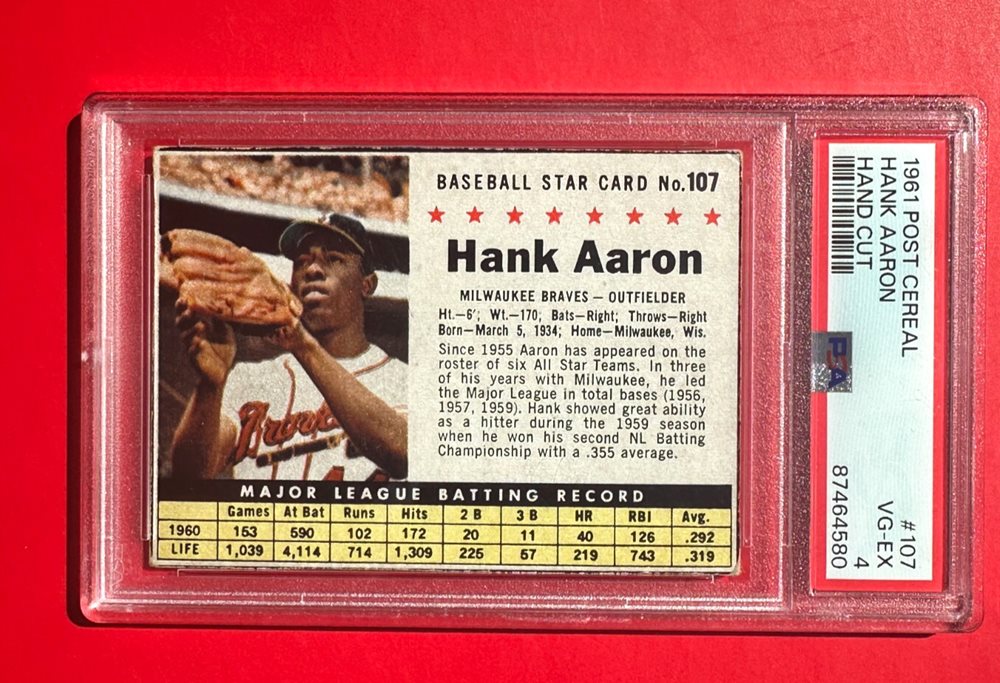 BASEBALL STAR CARD No.107
Hank Aaron
MILWAUKEE BRAVES – OUTFIELDER
Ht.—6'; Wt.—170; Bats—Right; Throws—Right
Born—March 5, 1934; Home—Milwaukee, Wis.
Since 1955 Aaron has appeared on the
roster of six All Star Teams. In three
of his years with Milwaukee, he led
the Major League in total bases (1956,
1957, 1959). Hank showed great ability
as a hitter during the 1959 season
when he won his second NL Batting
Championship with a .355 average.
MAJOR LEAGUE BATTING RECORD
Games At Bat Runs Hits 2 B 3 B HR RBI Avg.
1960 153 590 102 172 20 11 40 126 .292
LIFE 1,039 4,114 714 1,309 225 57 219 743 .319
1961 POST CEREAL #107
HANK AARON VG-EX
HAND CUT 4
PSA 87464580